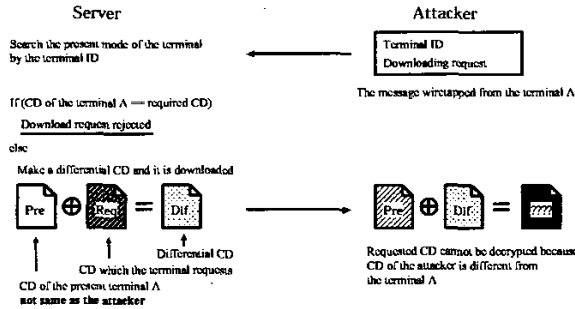 Server
Attacker
Search the present mode of the terminal
by the terminal ID
Terminal ID
Downloading request
The message wiretapped from the terminal A
If (CD of the terminal A == required CD)
Download request rejected
else
Make a differential CD and it is downloaded
Pre ⊕ Req = Dif
Pre ⊕ Dif = ????
Differential CD
CD which the terminal requests
CD of the present terminal A
not same as the attacker
Requested CD cannot be decrypted because
CD of the attacker is different from
the terminal A